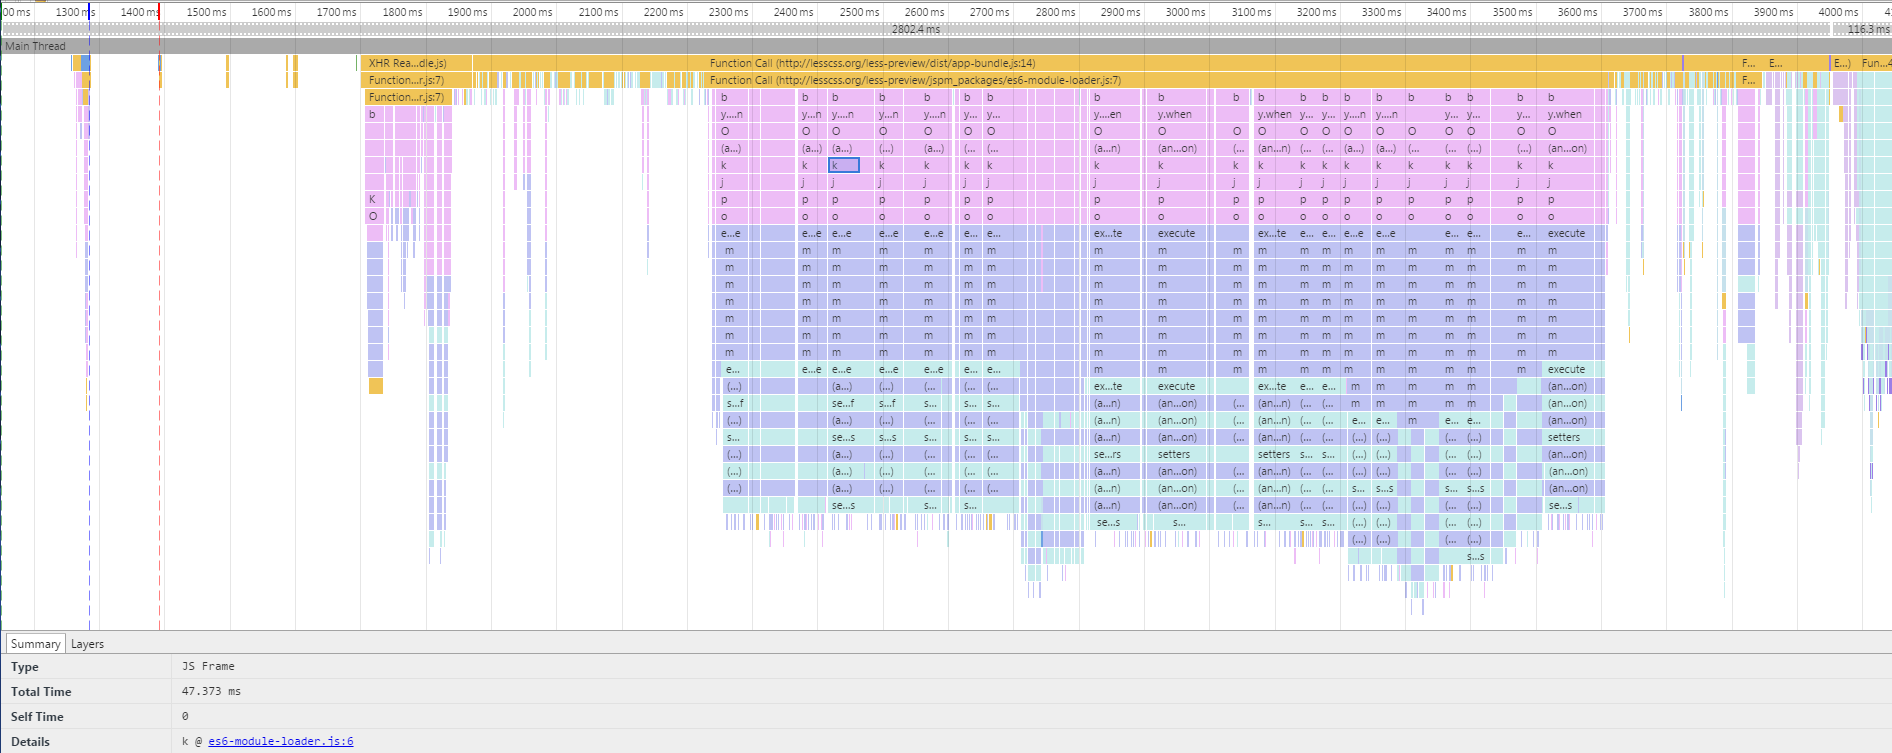 00 ms 1300 ms 1400 ms 1500 ms 1600 ms 1700 ms 1800 ms 1900 ms 2000 ms 2100 ms 2200 ms 2300 ms 2400 ms 2500 ms 2600 ms 2700 ms 2800 ms 2900 ms 3000 ms 3100 ms 3200 ms 3300 ms 3400 ms 3500 ms 3600 ms 3700 ms 3800 ms 3900 ms 4000 ms
2802.4 ms 116.3 ms
Main Thread
XHR Rea...dle.js) Function Call (http://lesscss.org/less-preview/dist/app-bundle.js:14) F... E... E...) Fun...4
Function...r.js:7) Function Call (http://lesscss.org/less-preview/jspm_packages/es6-module-loader.js:7) F...
Function...r.js:7) b b b b b b b b b b b b b b b b b b b
b y....n y...n y....n y...n y....n y... y... y....en y.when y.when y... y... y....n y....n y... y... y... y.when
O O O O O O O O O O O O O O O O O O O O
(a...) (a...) (a...) (...) (a...) (...) (... (a...n) (an...on) (... (an...n) (... (... (a...) (a...) (... (... (... (...) (an...on)
k k k k k k k k k k k k k k k k k k k k
j j j j j j j j j j j j j j j j j j
K p p p p p p p p p p p p p p p p p p p
O o o o o o o o o o o o o o o o o o o
e...e e...e e...e e...e e...e e... e... ex...te execute ex...te e... e... e...e e...e e... e... e... execute
m m m m m m m m m m m m m m m m m m m m
m m m m m m m m m m m m m m m m m m m m
m m m m m m m m m m m m m m m m m m m m
m m m m m m m m m m m m m m m m m m m m
m m m m m m m m m m m m m m m m m m m m
m m m m m m m m m m m m m m m m m m m m
m m m m m m m m m m m m m m m m m m m m
e... e...e e...e e...e e...e e... e... m m m m m m m m m m m m execute
(...) (a...) (...) (... (... (... ex...te execute ex...te e... e... m m m m m (an...on)
s...f se...f s...f s... s... s... (a...n) (an...on) (... (an...n) (... (... m m m m m (an...on)
(...) (a...) (...) (... (... (... (a...n) (an...on) (... (an...n) (... (... e... e... m e... e... (an...on)
s... se...s s...s s... s... s... (a...n) (an...on) (... (an...n) (... (... (...) (...) (... (...) setters
(...) (a...) (...) (... (... (... se...rs setters setters s... s... (...) (...) (... (...) (an...on)
(...) (a...) (...) (... (... (... (a...n) (an...on) (... (an...n) (... (... (...) (...) (... (...) (an...on)
(...) (a...) (...) (... (... (... (a...n) (an...on) (... (an...n) (... (... s... s...s s... s...s (an...on)
se...s s... s... (a...n) (an...on) (... (an...n) (... (... (...) (...) (... (...) se...s
se...s s... s... s... s... (...) (...) (... (...)
(...) (...) (... (...)
s...s
Summary Layers
Type JS Frame
Total Time 47.373 ms
Self Time 0
Details k @ es6-module-loader.js:6